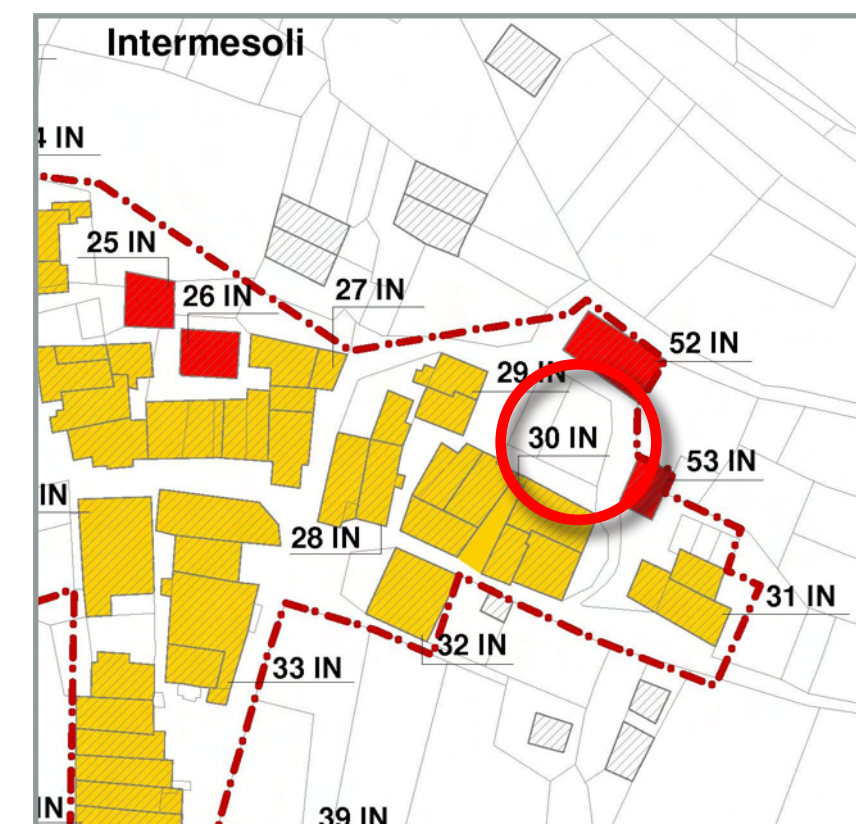 Intermesoli
4 IN
25 IN
26 IN
27 IN
52 IN
29 IN
30 IN
53 IN
IN
28 IN
31 IN
32 IN
33 IN
IN
39 IN